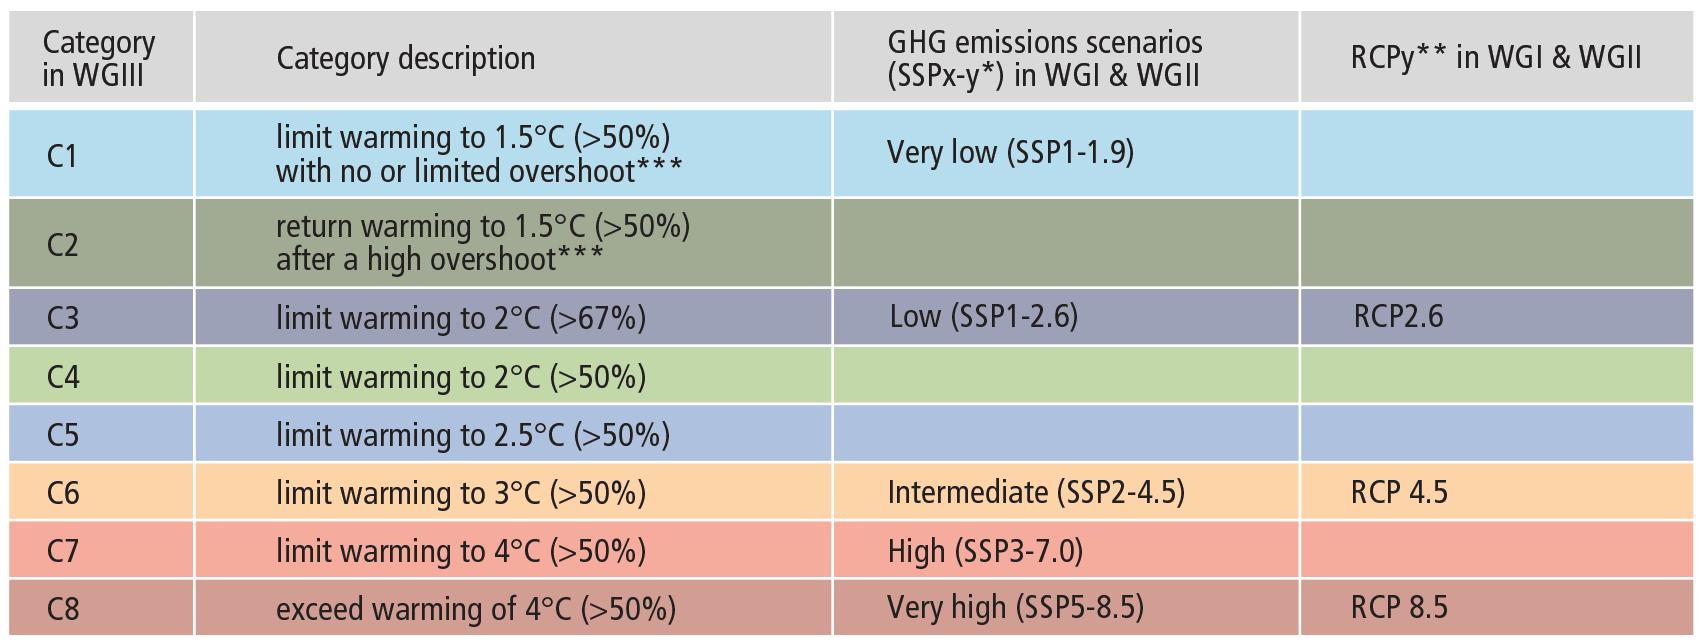 Category
in WGIII
Category description
GHG emissions scenarios
(SSPx-y*) in WGI & WGII
RCPy** in WGI & WGII
C1
limit warming to 1.5°C (>50%)
with no or limited overshoot***
Very low (SSP1-1.9)
C2
return warming to 1.5°C (>50%)
after a high overshoot***
C3
limit warming to 2°C (>67%)
Low (SSP1-2.6)
RCP2.6
C4
limit warming to 2°C (>50%)
C5
limit warming to 2.5°C (>50%)
C6
limit warming to 3°C (>50%)
Intermediate (SSP2-4.5)
RCP 4.5
C7
limit warming to 4°C (>50%)
High (SSP3-7.0)
C8
exceed warming of 4°C (>50%)
Very high (SSP5-8.5)
RCP 8.5